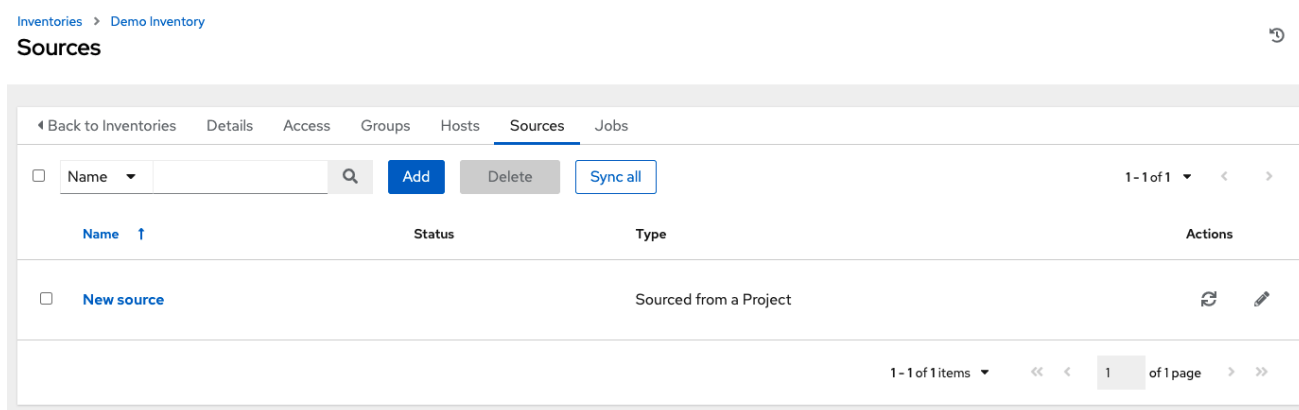 Inventories > Demo Inventory
Sources
Back to Inventories Details Access Groups Hosts Sources Jobs
Name Add Delete Sync all 1 - 1 of 1
Name Status Type Actions
New source Sourced from a Project
1 - 1 of 1 items 1 of 1 page